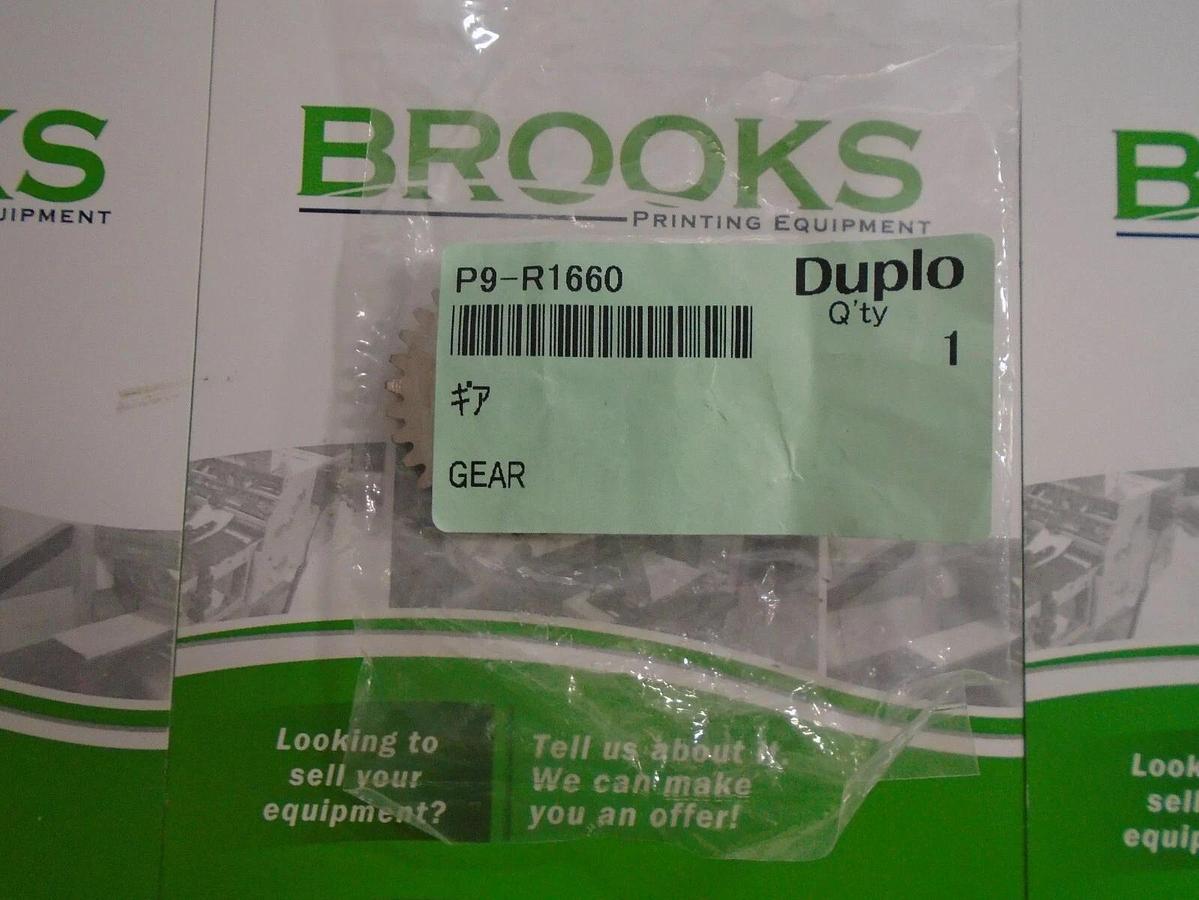 KS
UIPMENT
BROOKS
PRINTING EQUIPMENT
B
P9-R1660
Duplo
Q'ty
1
ギア
GEAR
Looking to
sell your
equipment?
Tell us about it.
We can make
you an offer!
Look
sell
equip